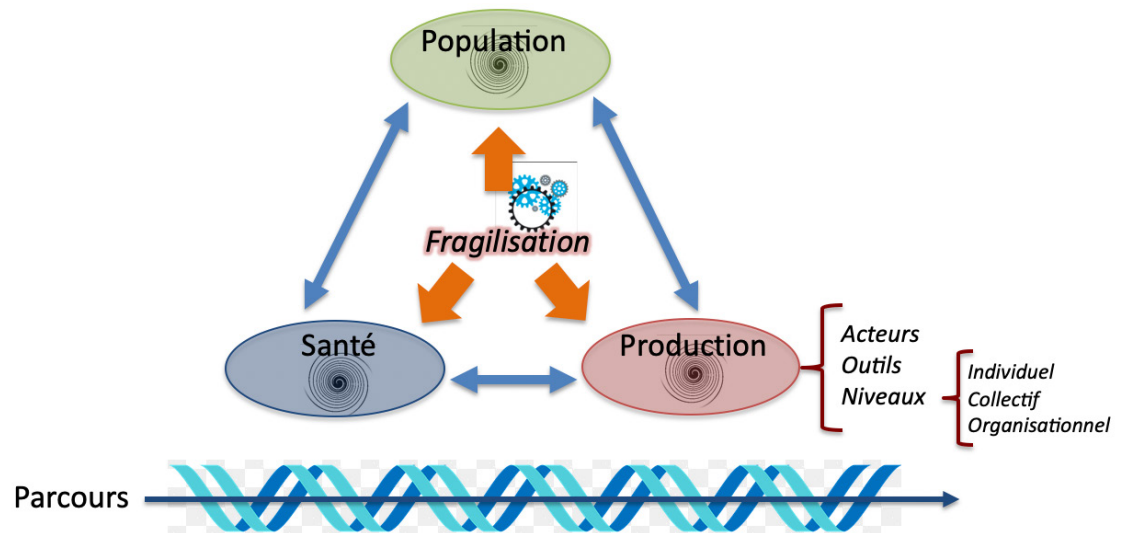 Population
Fragilisation
Santé
Production
Acteurs
Outils
Niveaux
Individuel
Collectif
Organisationnel
Parcours